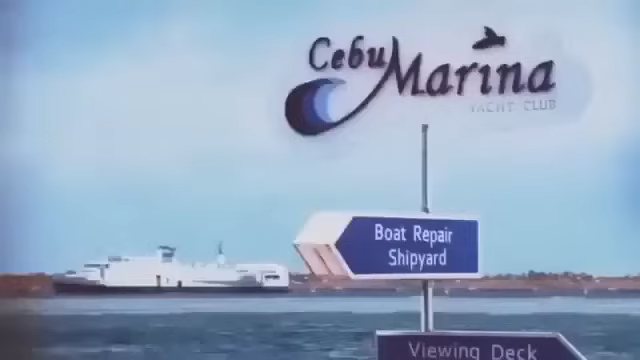 Cebu Marina
YACHT CLUB
Boat Repair
Shipyard
Viewing Deck